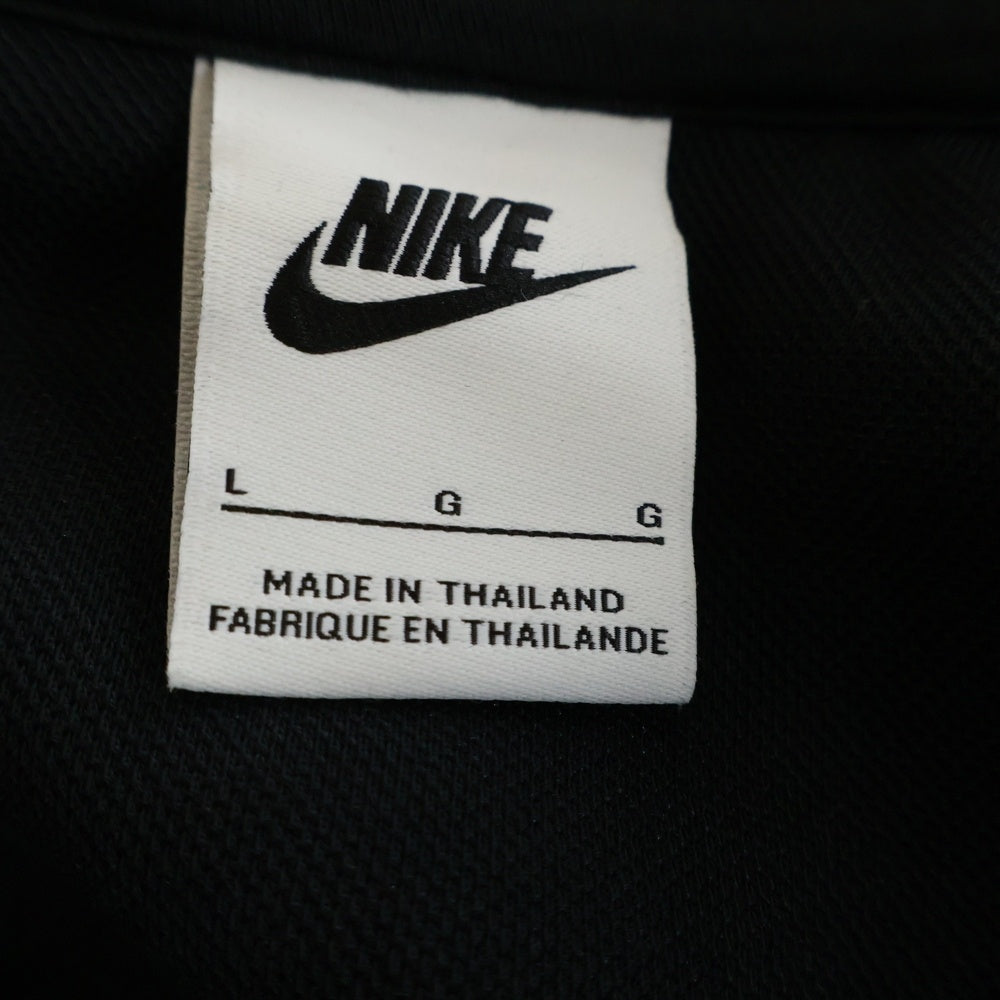 NIKE
L G G
MADE IN THAILAND
FABRIQUE EN THAILANDE